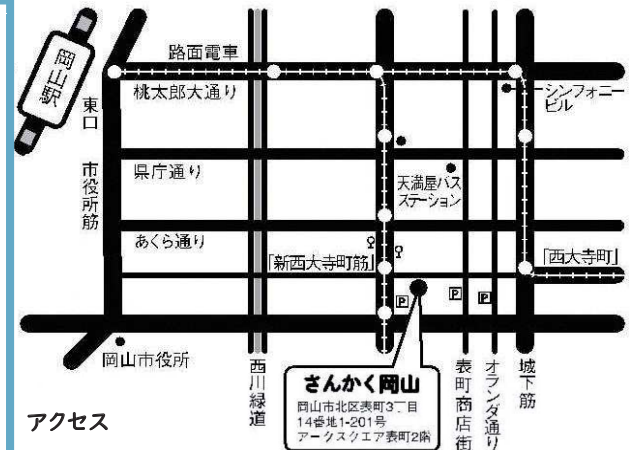 岡山駅
東口
市役所筋
路面電車
桃太郎大通り
シンフォニー
ビル
県庁通り
天満屋バス
ステーション
あくら通り
「新西大寺町筋」
「西大寺町」
P
P
P
岡山市役所
西川緑道
さんかく岡山
岡山市北区表町3丁目
14番地1-201号
アークスクエア表町2階
表町商店街
オランダ通り
城下筋
アクセス